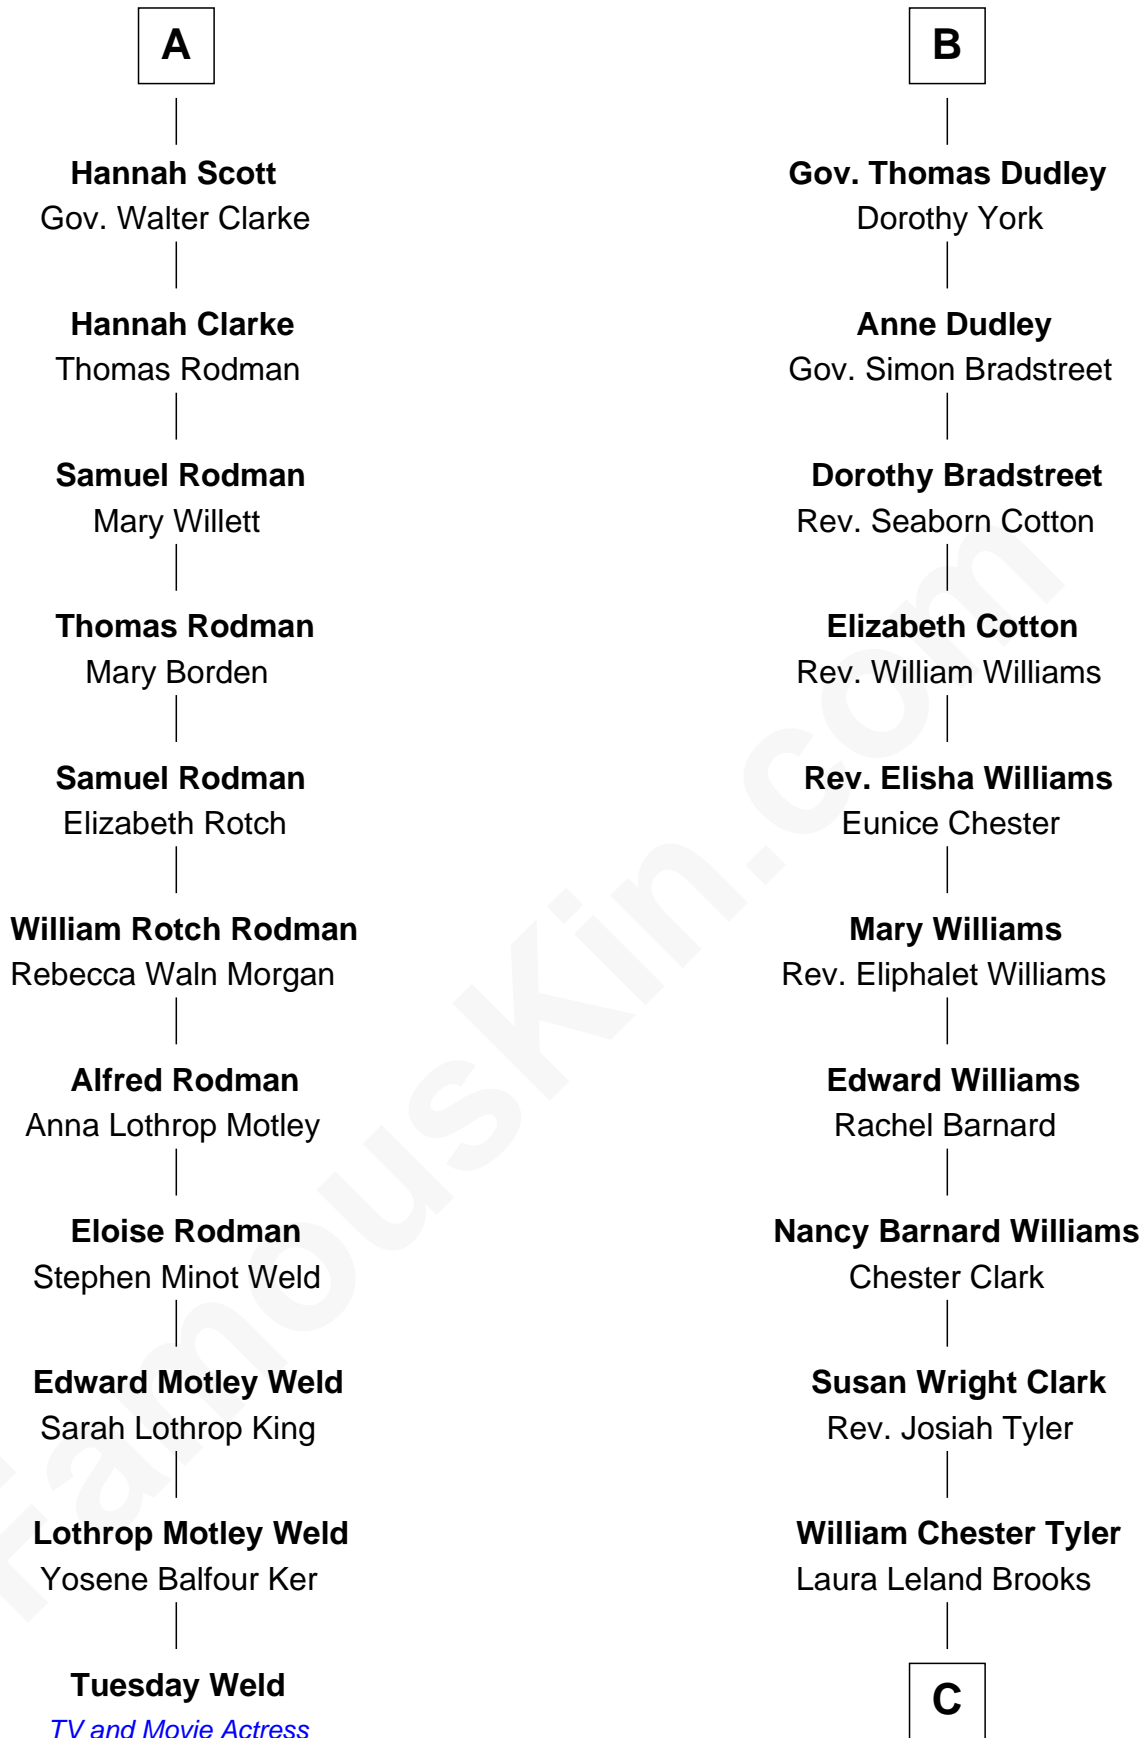 A
Hannah Scott
Gov. Walter Clarke
Hannah Clarke
Thomas Rodman
Samuel Rodman
Mary Willett
Thomas Rodman
Mary Borden
Samuel Rodman
Elizabeth Rotch
William Rotch Rodman
Rebecca Waln Morgan
Alfred Rodman
Anna Lothrop Motley
Eloise Rodman
Stephen Minot Weld
Edward Motley Weld
Sarah Lothrop King
Lothrop Motley Weld
Yosene Balfour Ker
Tuesday Weld
TV and Movie Actress
B
Gov. Thomas Dudley
Dorothy York
Anne Dudley
Gov. Simon Bradstreet
Dorothy Bradstreet
Rev. Seaborn Cotton
Elizabeth Cotton
Rev. William Williams
Rev. Elisha Williams
Eunice Chester
Mary Williams
Rev. Eliphalet Williams
Edward Williams
Rachel Barnard
Nancy Barnard Williams
Chester Clark
Susan Wright Clark
Rev. Josiah Tyler
William Chester Tyler
Laura Leland Brooks
C
FamousKin.com